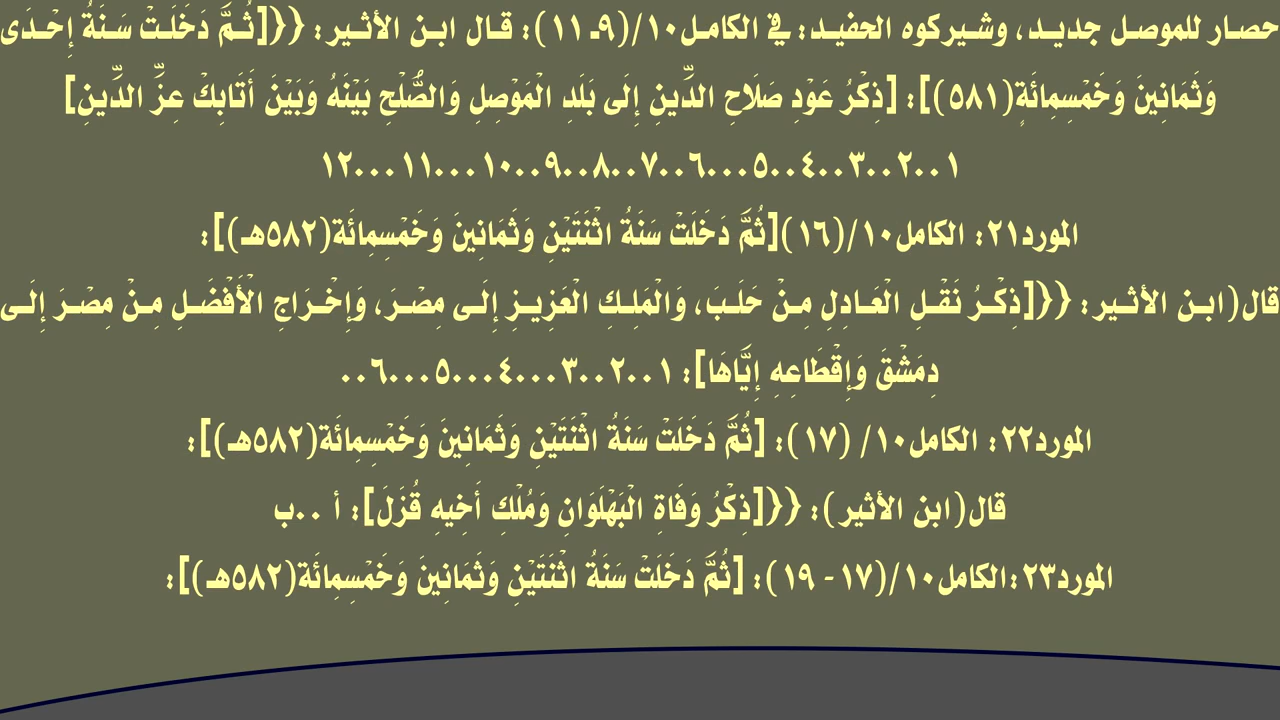 حصار للموصل جديد، وشيركوه الحفيد: في الكامل١٠/(٩ـ ١١): قال ابن الأثير: {{[ثُمَّ دَخَلَتْ سَنَةُ إِحْدَى
وَثَمَانِينَ وَخَمْسِمِائَةٍ(٥٨١)]: [ذِكْرُ عَوْدِ صَلَاحِ الدِّينِ إِلَى بَلَدِ الْمَوْصِلِ وَالصُّلْحِ بَيْنَهُ وَبَيْنَ أَتَابِكْ عِزِّ الدِّينِ]
١..٢..٣..٤..٥...٦..٧..٨..٩..١٠...١١...١٢
المورد٢١: الكامل١٠/(١٦)[ثُمَّ دَخَلَتْ سَنَةُ اثْنَتَيْنِ وَثَمَانِينَ وَخَمْسِمِائَة(٥٨٢هـ)]:
قال(ابن الأثير: {{[ذِكْرُ نَقْلِ الْعَادِلِ مِنْ حَلَبَ، وَالْمَلِكِ الْعَزِيزِ إِلَى مِصْرَ، وَإِخْرَاجِ الْأَفْضَلِ مِنْ مِصْرَ إِلَى
دِمَشْقَ وَإِقْطَاعِهِ إِيَّاهَا]: ١..٢..٣...٤...٥...٦..
المورد٢٢: الكامل١٠/ (١٧): [ثُمَّ دَخَلَتْ سَنَةُ اثْنَتَيْنِ وَثَمَانِينَ وَخَمْسِمِائَة(٥٨٢هـ)]:
قال(ابن الأثير): {{[ذِكْرُ وَفَاةِ الْبَهْلَوَانِ وَمُلْكِ أَخِيهِ قُزَلَ]: أ ..ب
المورد٢٣:الكامل١٠/(١٧- ١٩): [ثُمَّ دَخَلَتْ سَنَةُ اثْنَتَيْنِ وَثَمَانِينَ وَخَمْسِمِائَة(٥٨٢هـ)]: